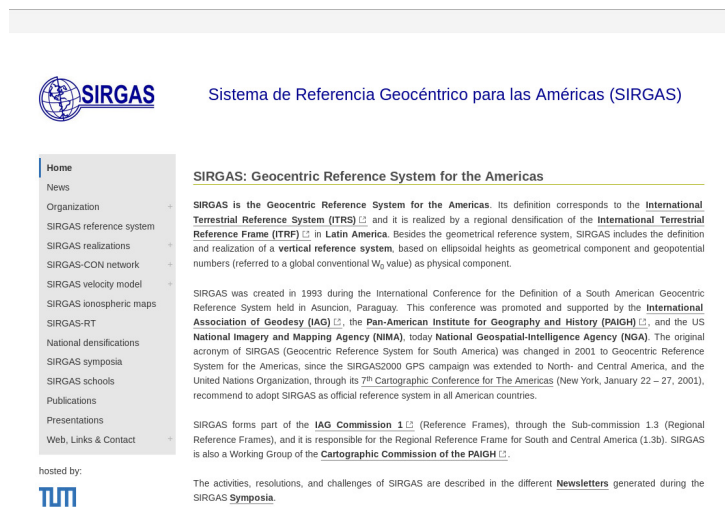 SIRGAS
Sistema de Referencia Geocéntrico para las Américas (SIRGAS)
Home
News
Organization +
SIRGAS reference system
SIRGAS realizations +
SIRGAS-CON network +
SIRGAS velocity model +
SIRGAS ionospheric maps
SIRGAS-RT
National densifications
SIRGAS symposia
SIRGAS schools
Publications
Presentations
Web, Links & Contact +
hosted by:
TUM
SIRGAS: Geocentric Reference System for the Americas
SIRGAS is the Geocentric Reference System for the Americas. Its definition corresponds to the International
Terrestrial Reference System (ITRS) and it is realized by a regional densification of the International Terrestrial
Reference Frame (ITRF) in Latin America. Besides the geometrical reference system, SIRGAS includes the definition
and realization of a vertical reference system, based on ellipsoidal heights as geometrical component and geopotential
numbers (referred to a global conventional W0 value) as physical component.
SIRGAS was created in 1993 during the International Conference for the Definition of a South American Geocentric
Reference System held in Asuncion, Paraguay. This conference was promoted and supported by the International
Association of Geodesy (IAG), the Pan-American Institute for Geography and History (PAIGH), and the US
National Imagery and Mapping Agency (NIMA), today National Geospatial-Intelligence Agency (NGA). The original
acronym of SIRGAS (Geocentric Reference System for South America) was changed in 2001 to Geocentric Reference
System for the Americas, since the SIRGAS2000 GPS campaign was extended to North- and Central America, and the
United Nations Organization, through its 7th Cartographic Conference for The Americas (New York, January 22 – 27, 2001),
recommend to adopt SIRGAS as official reference system in all American countries.
SIRGAS forms part of the IAG Commission 1 (Reference Frames), through the Sub-commission 1.3 (Regional
Reference Frames), and it is responsible for the Regional Reference Frame for South and Central America (1.3b). SIRGAS
is also a Working Group of the Cartographic Commission of the PAIGH.
The activities, resolutions, and challenges of SIRGAS are described in the different Newsletters generated during the
SIRGAS Symposia.